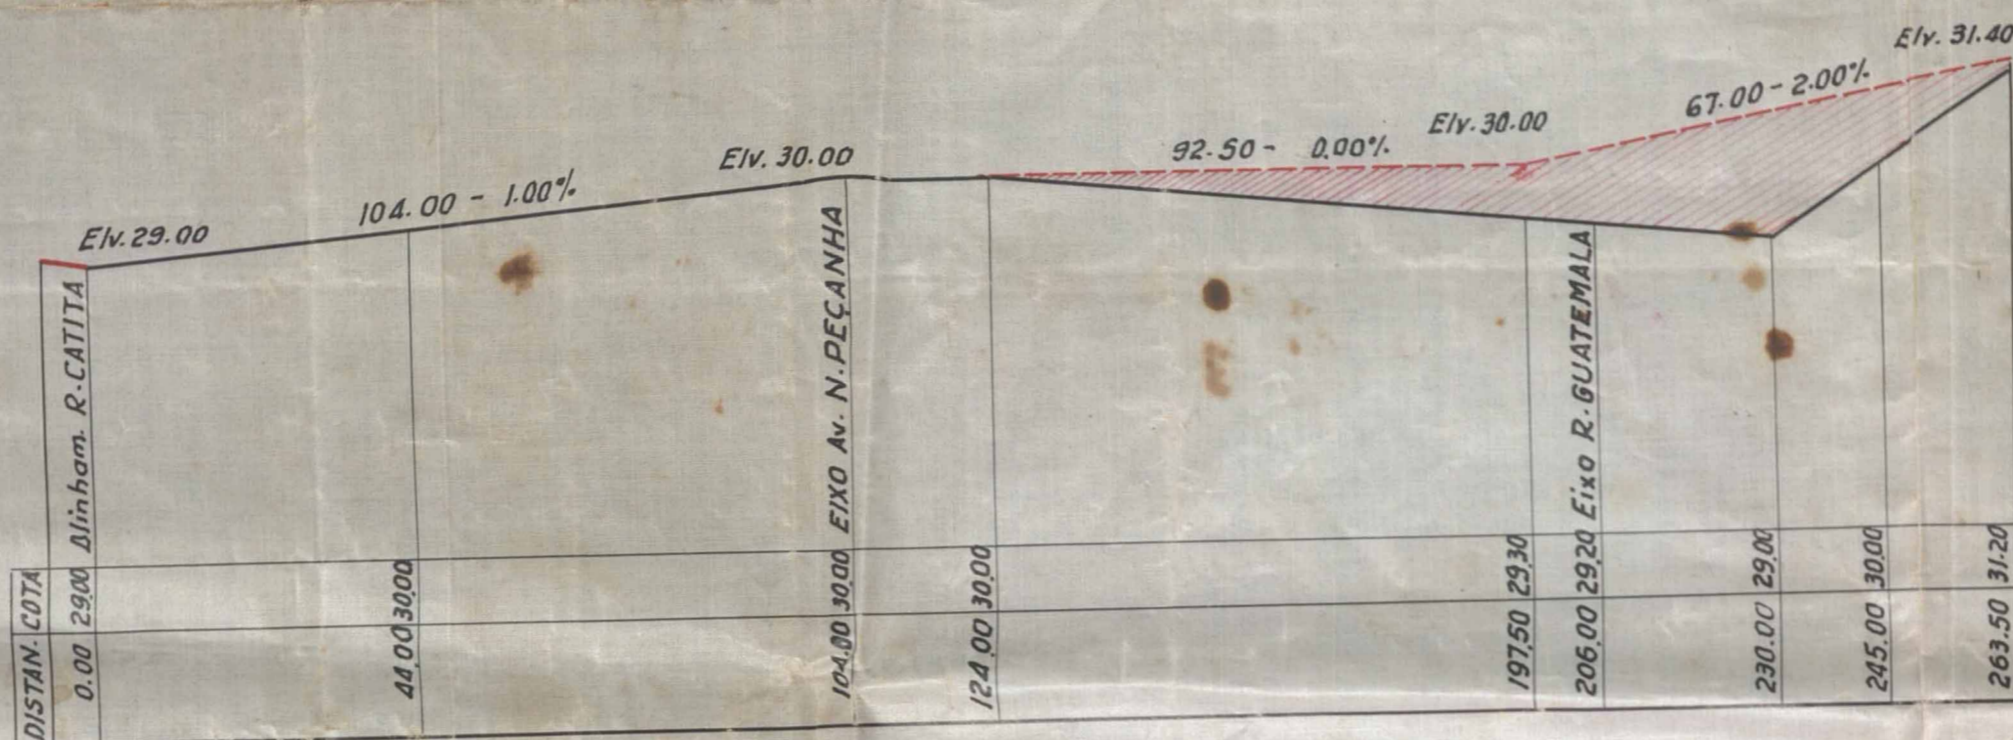 Elv. 29.00
104.00 - 1.00%
Elv. 30.00
92.50 - 0.00%
Elv. 30.00
67.00 - 2.00%
Elv. 31.40
Alinham. R. CATITA
EIXO Av. N. PEÇANHA
Eixo R. GUATEMALA
COTA
29,00
30,00
30,00
30,00
29,30
29,20
29,00
30,00
31.20
DISTAN.
0.00
44,00
104.00
124,00
197,50
206,00
230.00
245.00
263,50